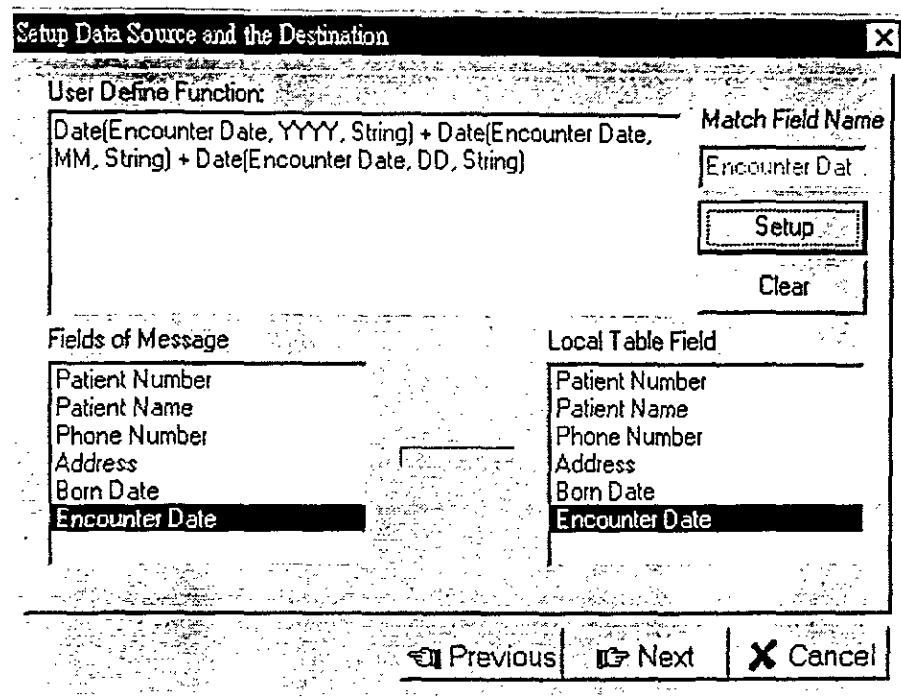 Setup Data Source and the Destination
User Define Function:
Date(Encounter Date, YYYY, String) + Date(Encounter Date,
MM, String) + Date(Encounter Date, DD, String)
Match Field Name
Encounter Dat
Setup
Clear
Fields of Message
Patient Number
Patient Name
Phone Number
Address
Born Date
Encounter Date
Local Table Field
Patient Number
Patient Name
Phone Number
Address
Born Date
Encounter Date
Previous
Next
Cancel